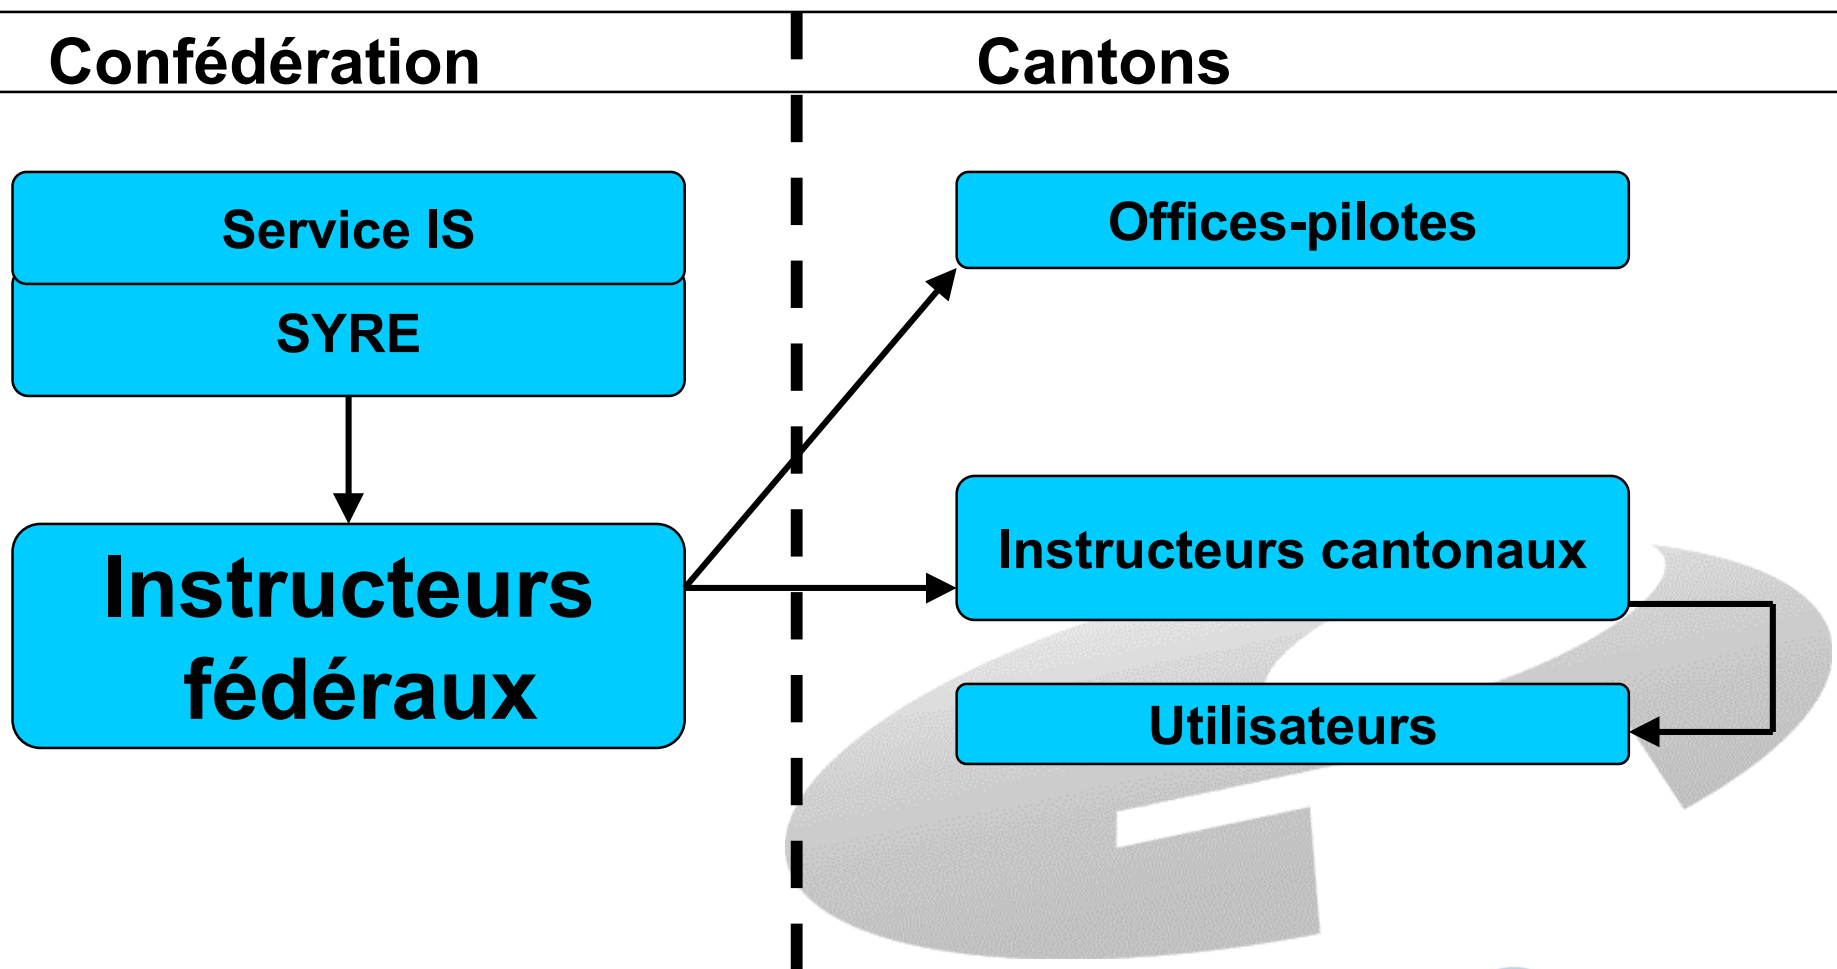 Confédération
Cantons
Service IS
SYRE
Instructeurs
fédéraux
Offices-pilotes
Instructeurs cantonaux
Utilisateurs